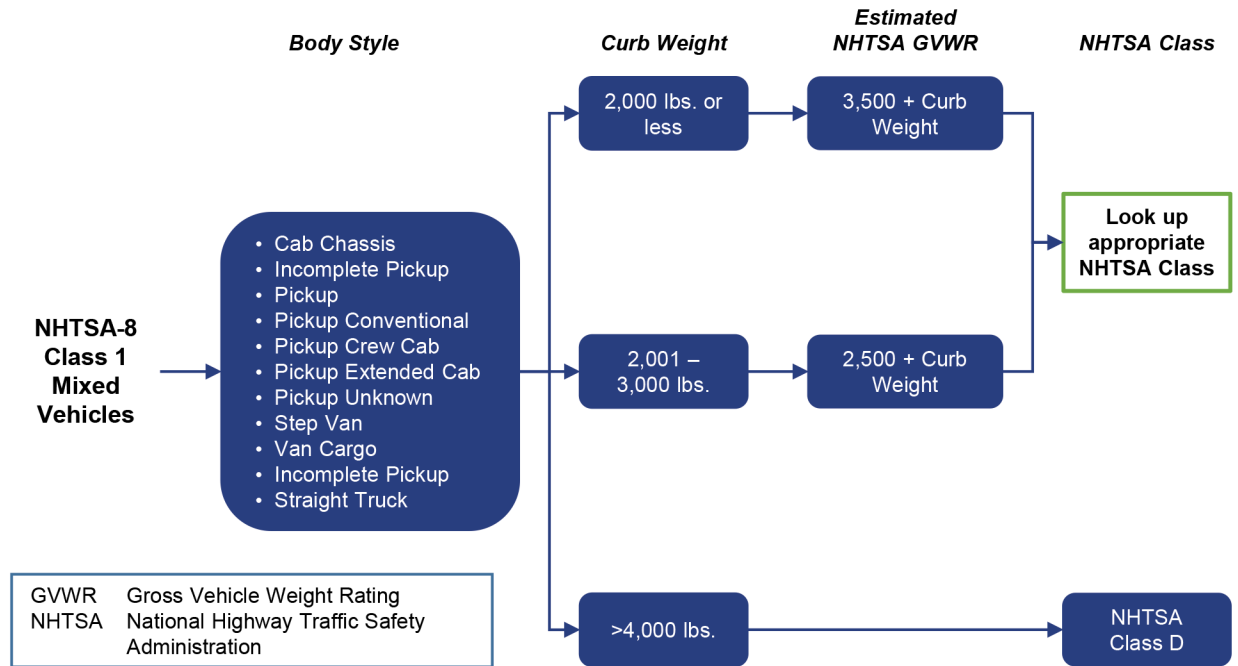 Body Style
Curb Weight
Estimated
NHTSA GVWR
NHTSA Class
2,000 lbs. or
less
3,500 + Curb
Weight
Look up
appropriate
NHTSA Class
NHTSA-8
Class 1
Mixed
Vehicles
• Cab Chassis
• Incomplete Pickup
• Pickup
• Pickup Conventional
• Pickup Crew Cab
• Pickup Extended Cab
• Pickup Unknown
• Step Van
• Van Cargo
• Incomplete Pickup
• Straight Truck
2,001 –
3,000 lbs.
2,500 + Curb
Weight
>4,000 lbs.
NHTSA
Class D
GVWR Gross Vehicle Weight Rating
NHTSA National Highway Traffic Safety
Administration